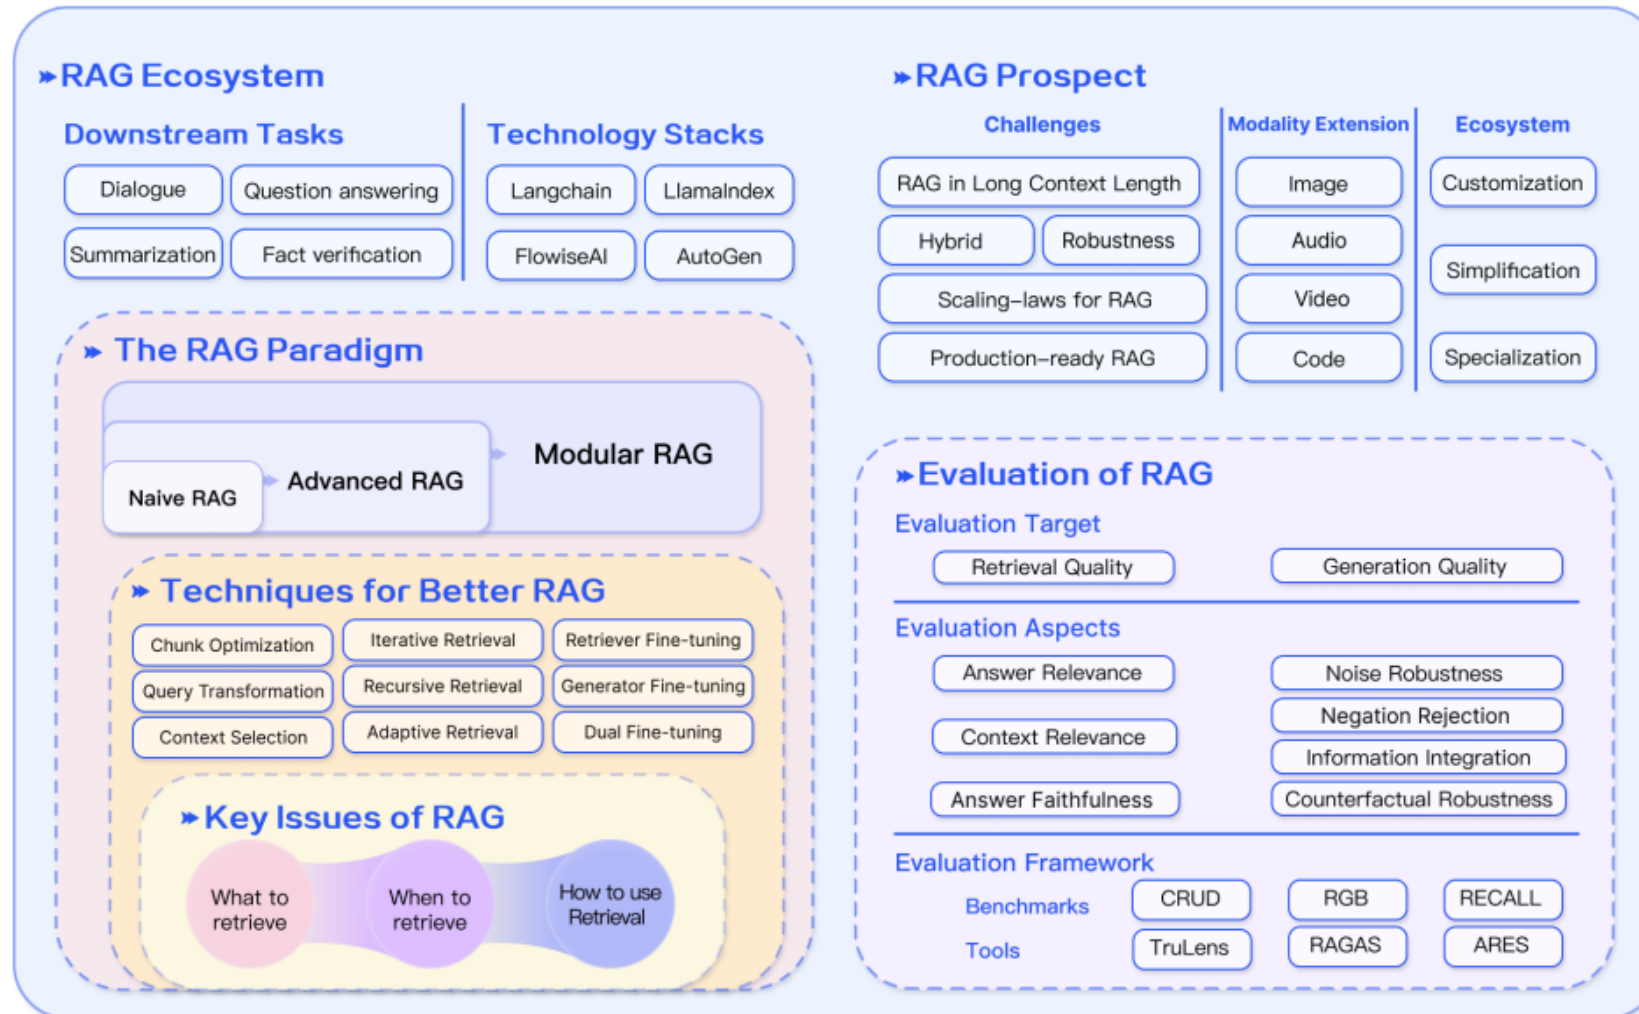 RAG Ecosystem
Downstream Tasks
Dialogue
Question answering
Summarization
Fact verification
Technology Stacks
Langchain
LlamaIndex
FlowiseAI
AutoGen
The RAG Paradigm
Naive RAG
Advanced RAG
Modular RAG
Techniques for Better RAG
Chunk Optimization
Iterative Retrieval
Retriever Fine-tuning
Query Transformation
Recursive Retrieval
Generator Fine-tuning
Context Selection
Adaptive Retrieval
Dual Fine-tuning
Key Issues of RAG
What to
retrieve
When to
retrieve
How to use
Retrieval
RAG Prospect
Challenges
RAG in Long Context Length
Hybrid
Robustness
Scaling-laws for RAG
Production-ready RAG
Modality Extension
Image
Audio
Video
Code
Ecosystem
Customization
Simplification
Specialization
Evaluation of RAG
Evaluation Target
Retrieval Quality
Generation Quality
Evaluation Aspects
Answer Relevance
Context Relevance
Answer Faithfulness
Noise Robustness
Negation Rejection
Information Integration
Counterfactual Robustness
Evaluation Framework
Benchmarks
CRUD
RGB
RECALL
Tools
TruLens
RAGAS
ARES